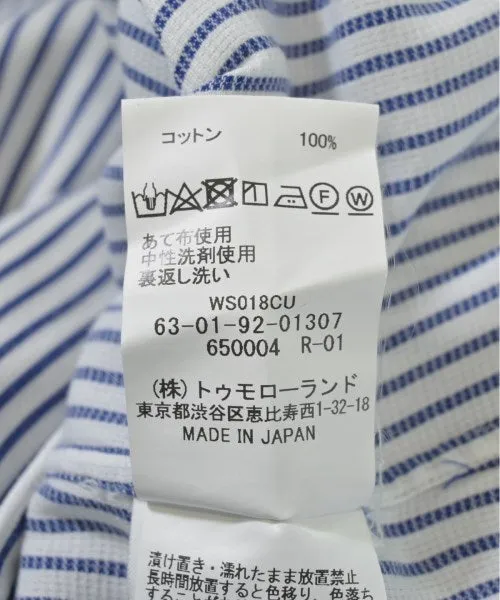 コットン 100%
F W
あて布使用
中性洗剤使用
裏返し洗い
WS018CU
63-01-92-01307
650004 R-01
(株)トゥモローランド
東京都渋谷区恵比寿西1-32-18
MADE IN JAPAN
漬け置き・濡れたまま放置禁止
長時間放置すると色移り、色落ち